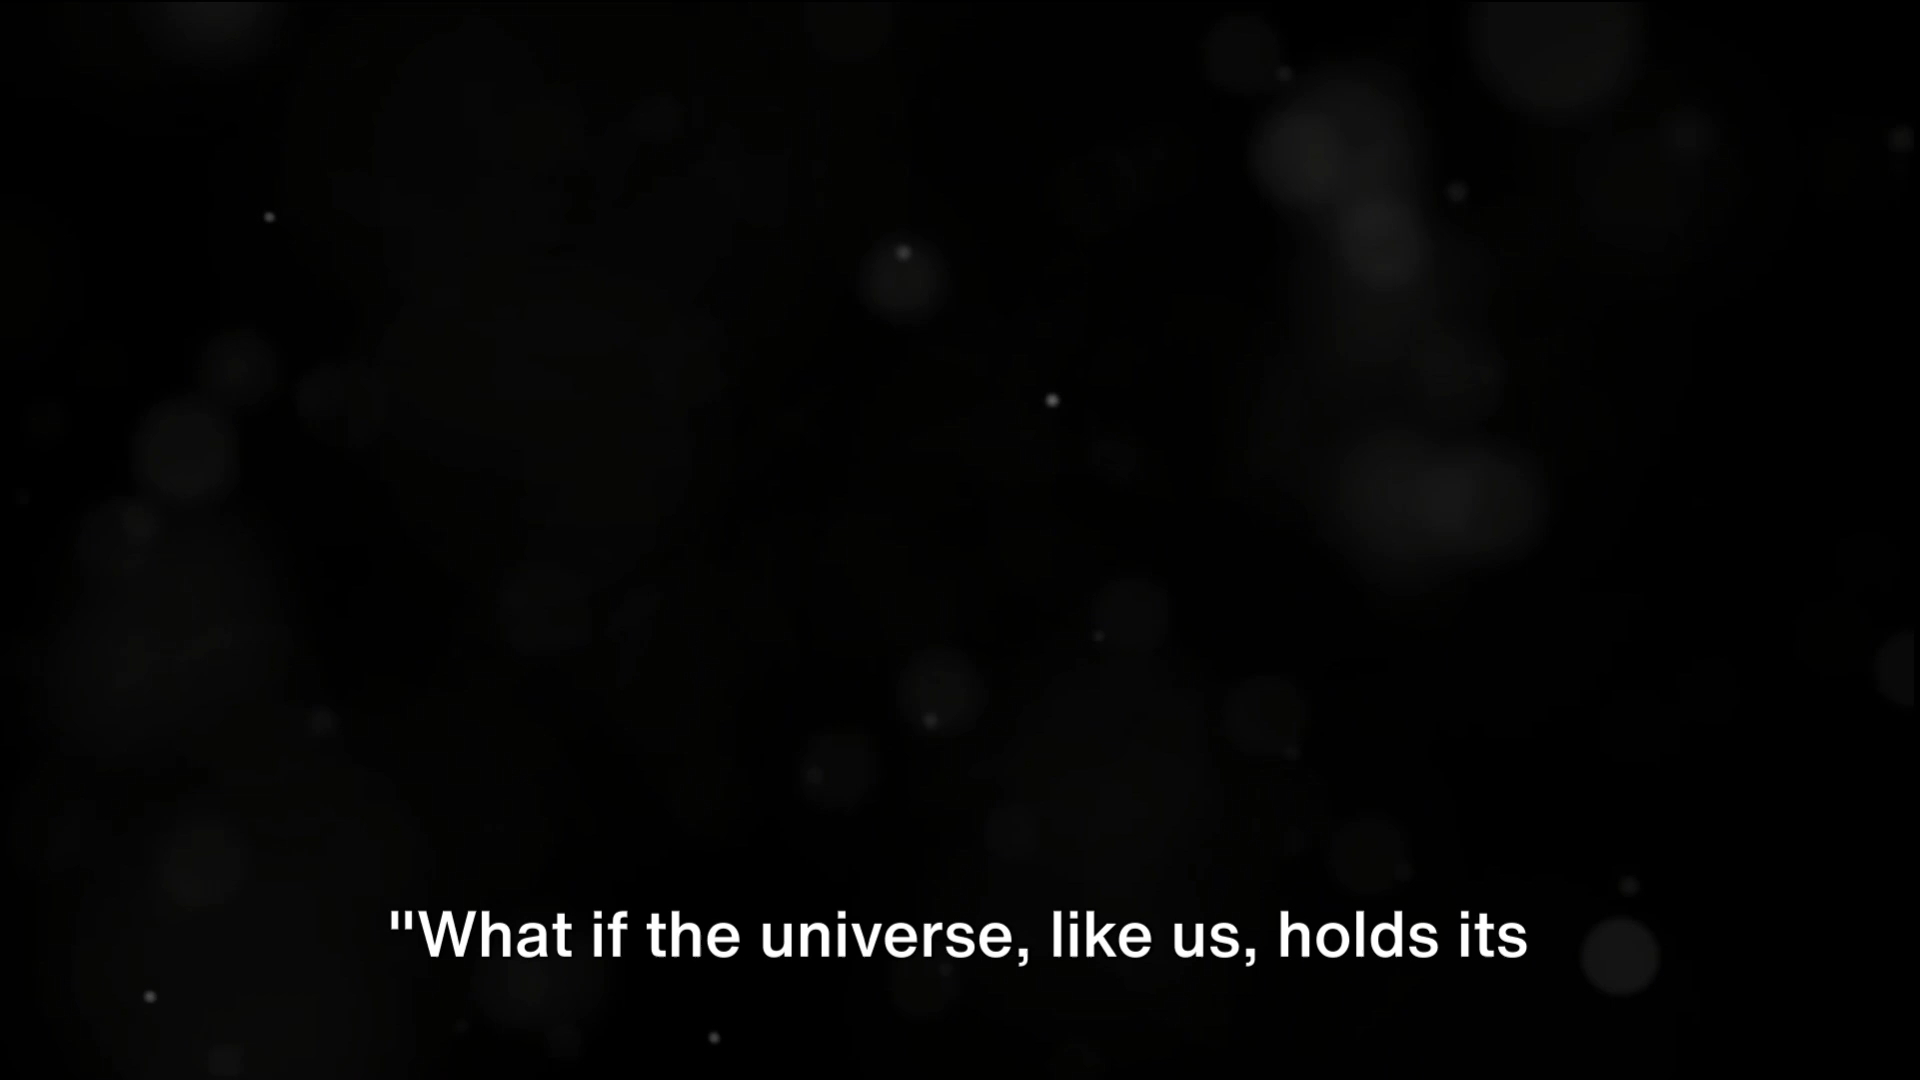 "What if the universe, like us, holds its